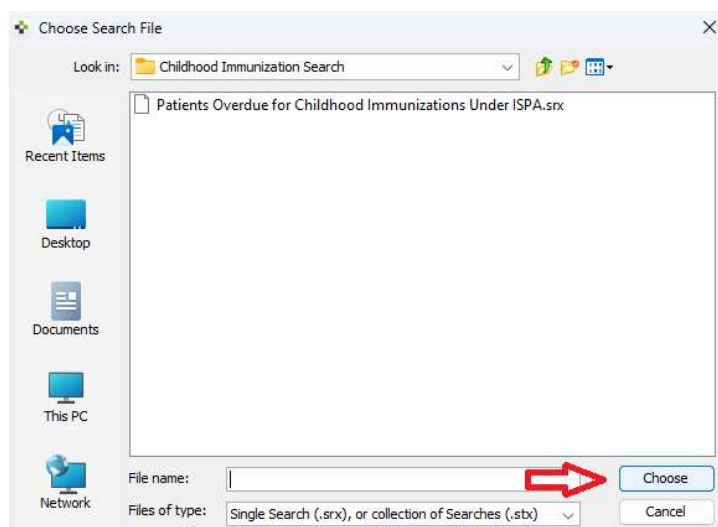 Choose Search File
Look in:
Childhood Immunization Search
Patients Overdue for Childhood Immunizations Under ISPA.srx
Recent Items
Desktop
Documents
This PC
Network
File name:
Choose
Files of type:
Single Search (.srx), or collection of Searches (.stx)
Cancel